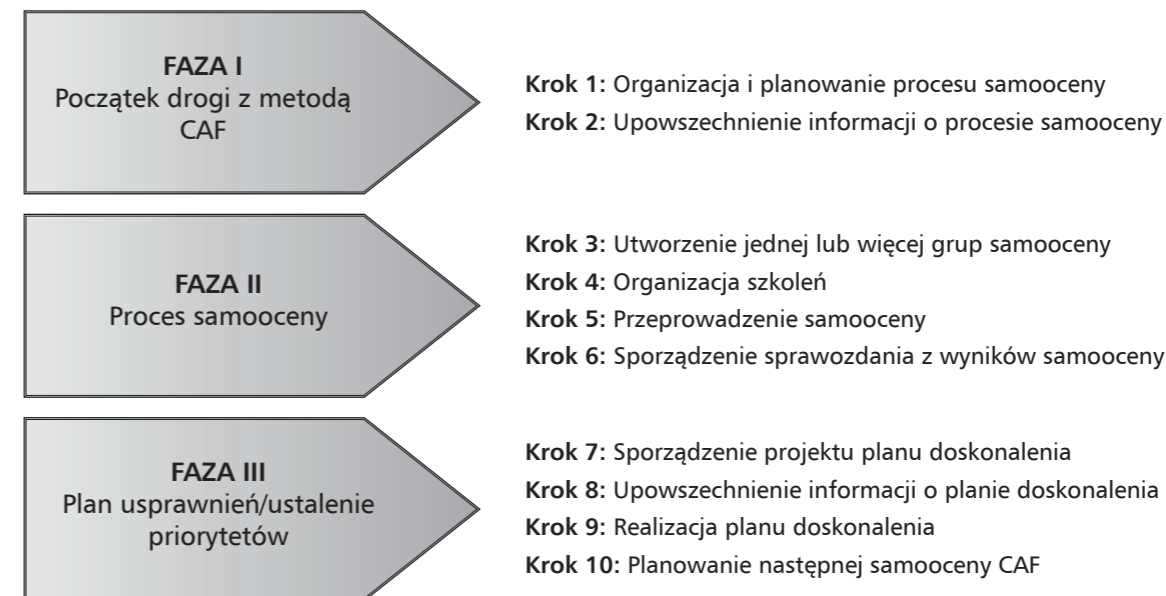 FAZA I
Początek drogi z metodą
CAF
Krok 1: Organizacja i planowanie procesu samooceny
Krok 2: Upowszechnienie informacji o procesie samooceny
FAZA II
Proces samooceny
Krok 3: Utworzenie jednej lub więcej grup samooceny
Krok 4: Organizacja szkoleń
Krok 5: Przeprowadzenie samooceny
Krok 6: Sporządzenie sprawozdania z wyników samooceny
FAZA III
Plan usprawnień/ustalenie
priorytetów
Krok 7: Sporządzenie projektu planu doskonalenia
Krok 8: Upowszechnienie informacji o planie doskonalenia
Krok 9: Realizacja planu doskonalenia
Krok 10: Planowanie następnej samooceny CAF